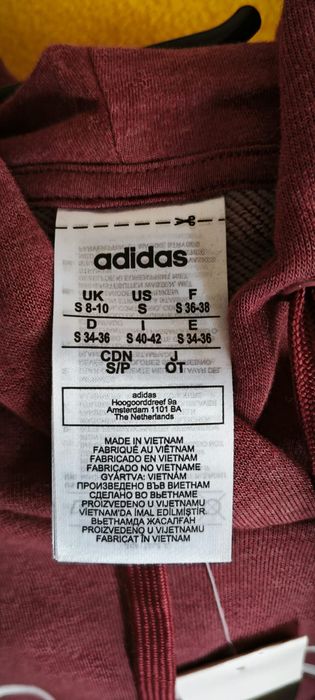 adidas
UK US F
S 8-10 S S 36-38
D I E
S 34-36 S 40-42 S 34-36
CDN J
S/P OT
adidas
Hoogoorddreef 9a
Amsterdam 1101 BA
The Netherlands
MADE IN VIETNAM
FABRIQUÉ AU VIÊTNAM
FABRICADO EN VIETNAM
FABRICADO NO VIETNAME
GYÁRTVA: VIETNÁM
ПРОИЗВЕДЕНО ВЪВ ВИЕТНАМ
СДЕЛАНО ВО ВЬЕТНАМЕ
PROIZVEDENO U VIJETNAMU
VIETNAM'DA İMAL EDİLMİŞTİR.
ВЬЕТНАМДА ЖАСАЛҒАН
PROIZVEDENO U VIJETNAMU
FABRICAT ÎN VIETNAM